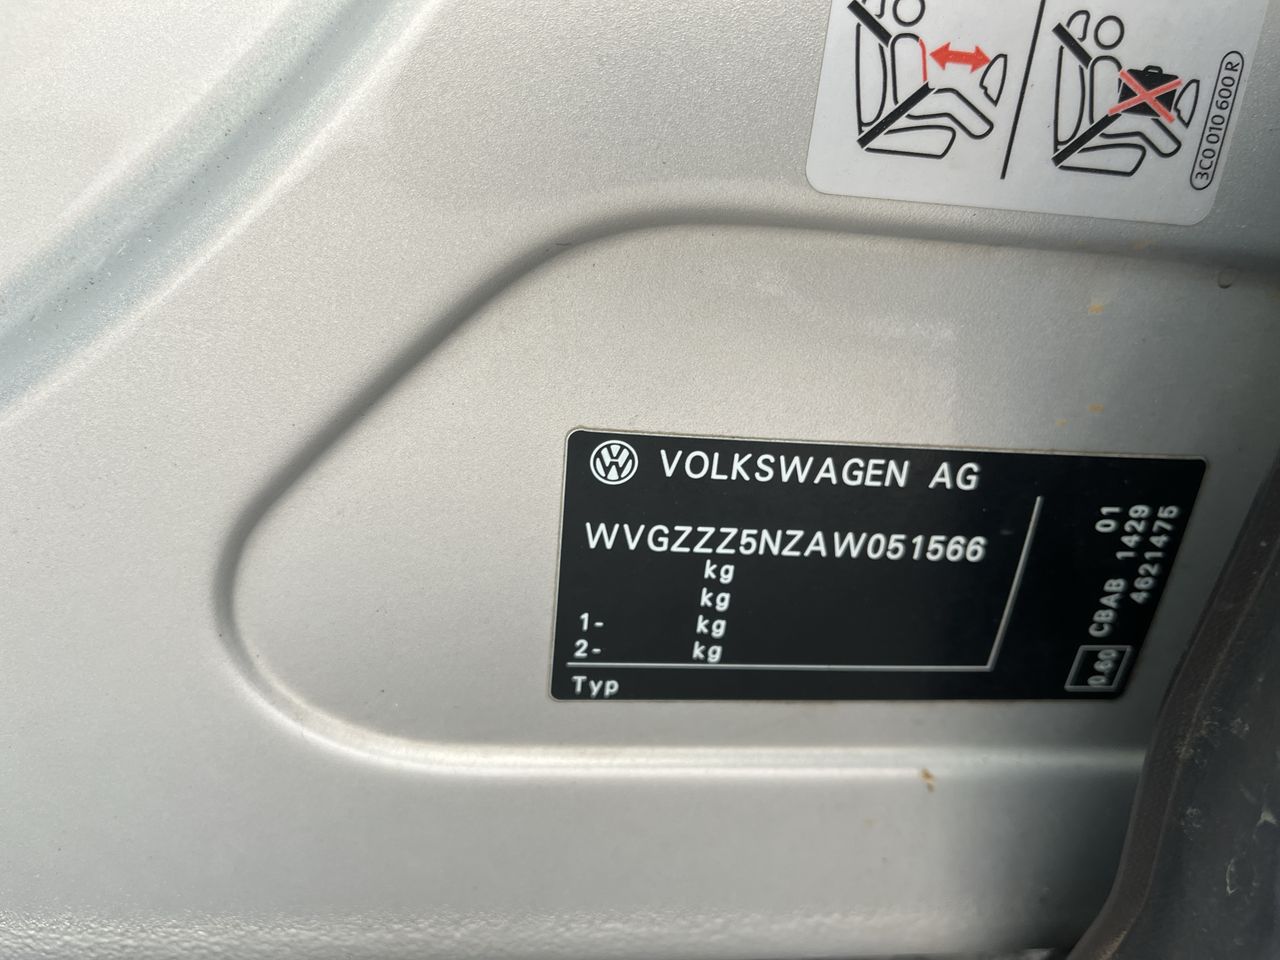 3C0 010 600 R
VOLKSWAGEN AG
WVGZZZ5NZAW051566
kg
kg
1- kg
2- kg
Typ
01
CBAB 1429
4621475
0.60